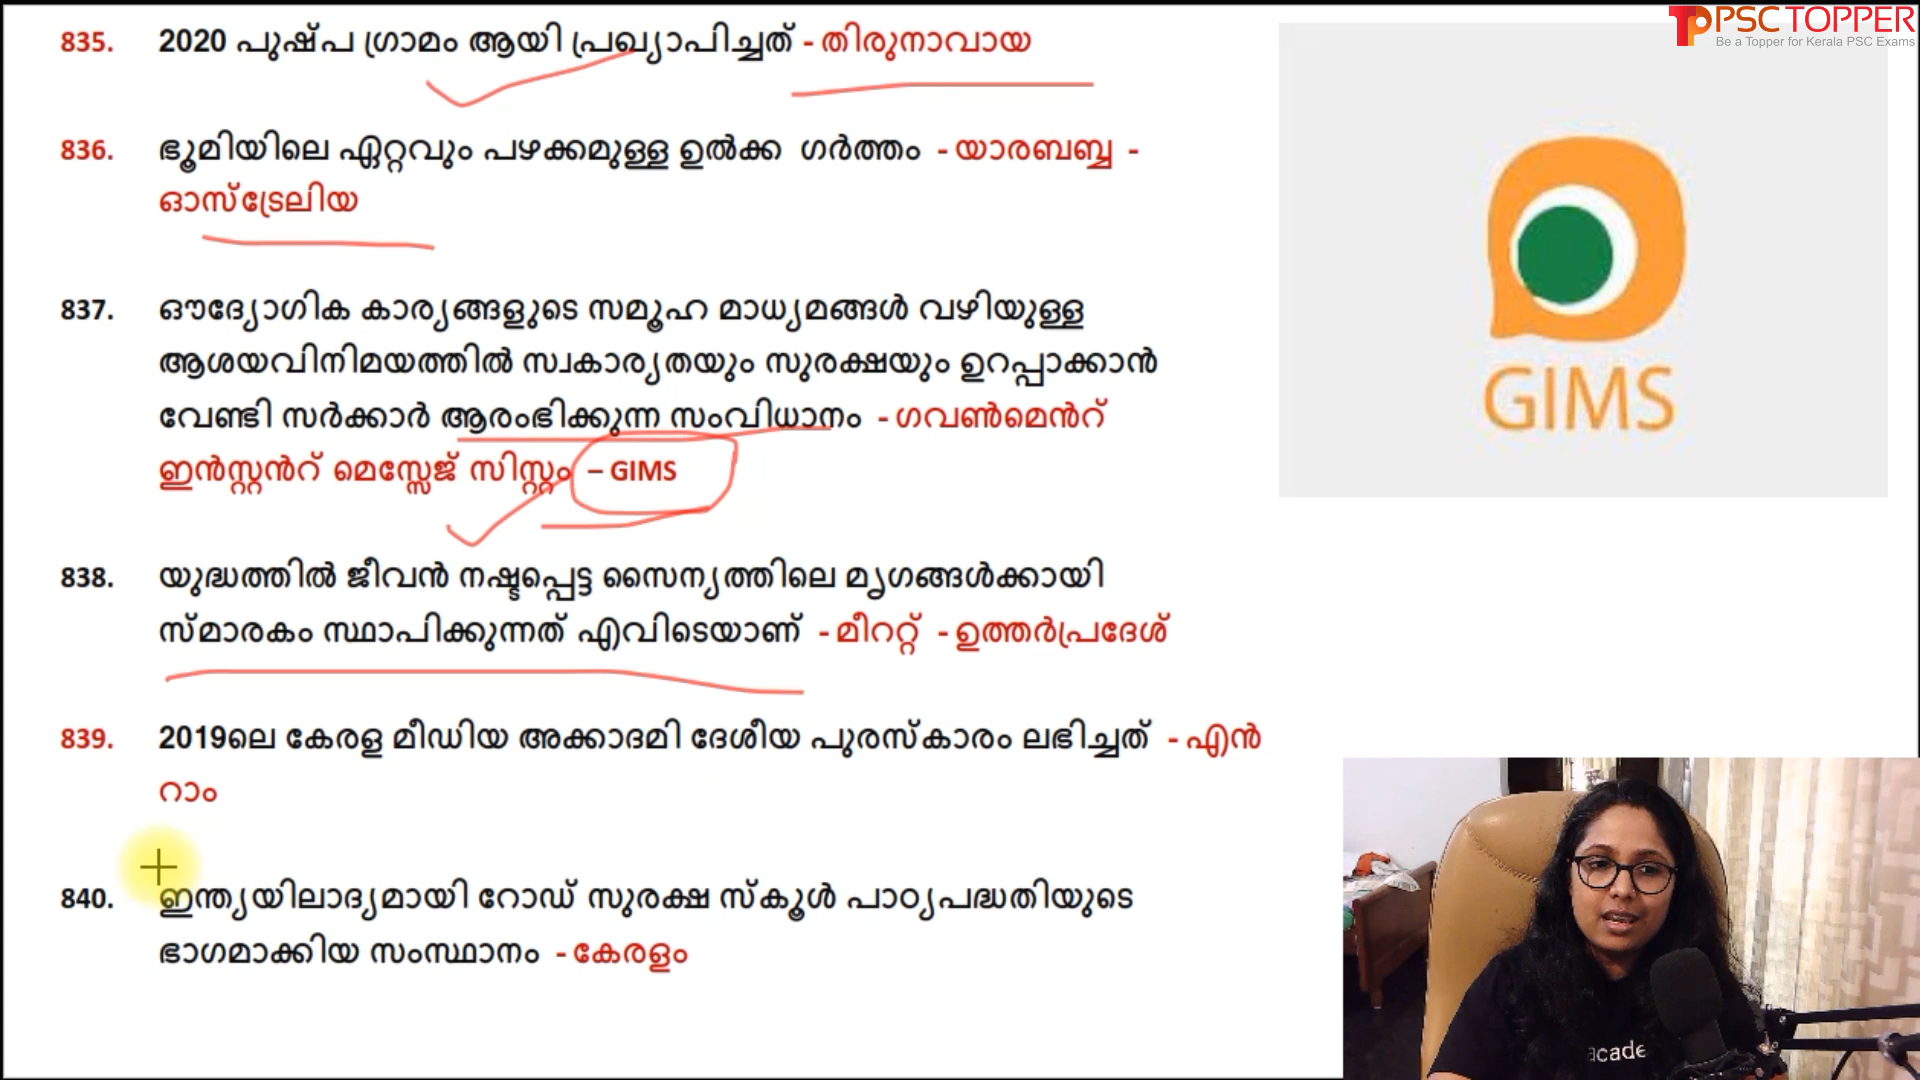 PSC TOPPER
Be a Topper for Kerala PSC Exams
835. 2020 പുഷ്പ ഗ്രാമം ആയി പ്രഖ്യാപിച്ചത് - തിരുനാവായ
836. ഭൂമിയിലെ ഏറ്റവും പഴക്കമുള്ള ഉൽക്ക ഗർത്തം - യാരബബ്ബ -
ഓസ്ട്രേലിയ
837. ഔദ്യോഗിക കാര്യങ്ങളുടെ സമൂഹ മാധ്യമങ്ങൾ വഴിയുള്ള
ആശയവിനിമയത്തിൽ സ്വകാര്യതയും സുരക്ഷയും ഉറപ്പാക്കാൻ
വേണ്ടി സർക്കാർ ആരംഭിക്കുന്ന സംവിധാനം - ഗവൺമെൻറ്
ഇൻസ്റ്റൻറ് മെസ്സേജ് സിസ്റ്റം – GIMS
838. യുദ്ധത്തിൽ ജീവൻ നഷ്ടപ്പെട്ട സൈന്യത്തിലെ മൃഗങ്ങൾക്കായി
സ്മാരകം സ്ഥാപിക്കുന്നത് എവിടെയാണ് - മീററ്റ് - ഉത്തർപ്രദേശ്
839. 2019ലെ കേരള മീഡിയ അക്കാദമി ദേശീയ പുരസ്കാരം ലഭിച്ചത് - എൻ
റാം
840. ഇന്ത്യയിലാദ്യമായി റോഡ് സുരക്ഷ സ്കൂൾ പാഠ്യപദ്ധതിയുടെ
ഭാഗമാക്കിയ സംസ്ഥാനം - കേരളം
GIMS
acade